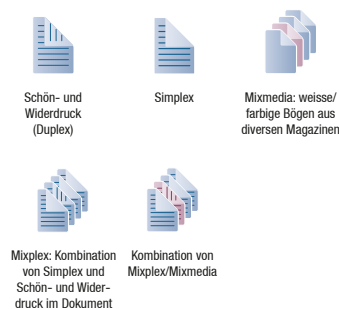 Schön- und
Widerdruck
(Duplex)
Simplex
Mixmedia: weisse/
farbige Bögen aus
diversen Magazinen
Mixplex: Kombination
von Simplex und
Schön- und Wider-
druck im Dokument
Kombination von
Mixplex/Mixmedia